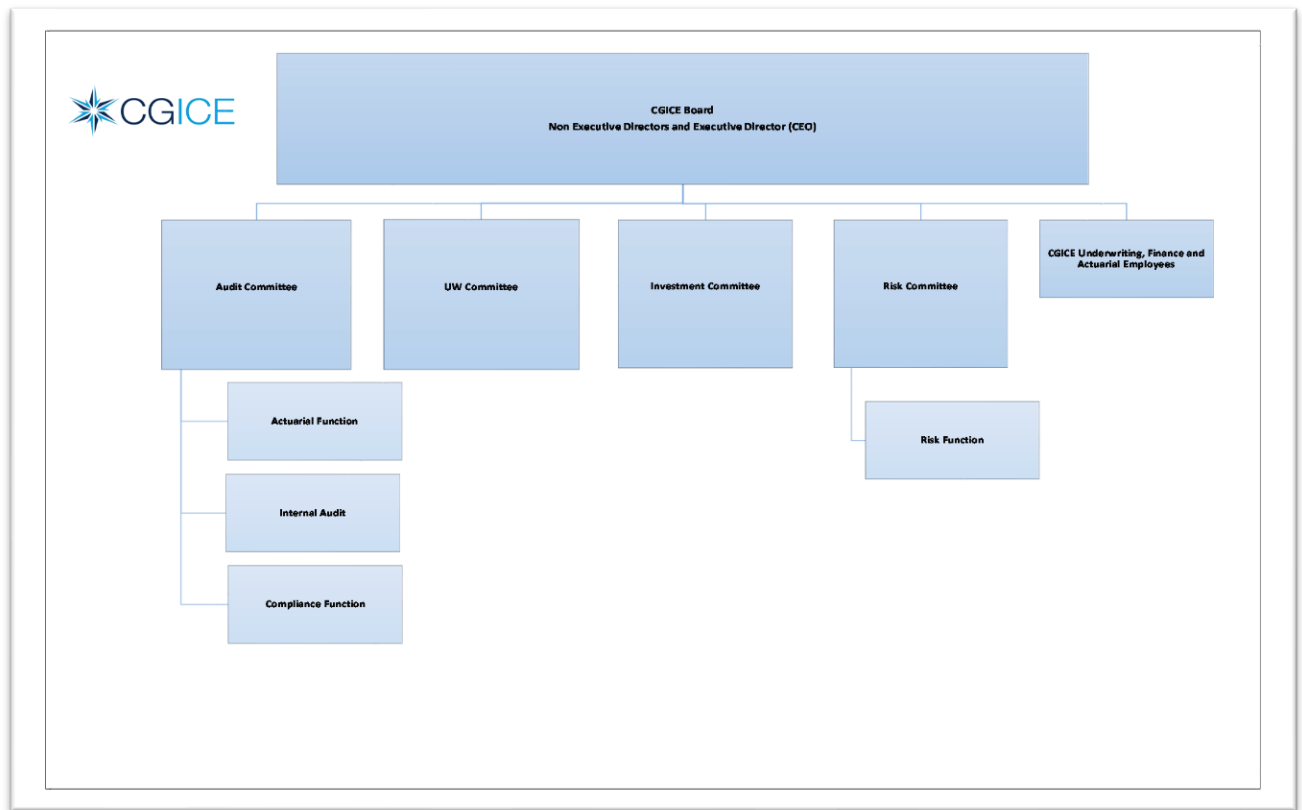 CGICE
CGICE Board
Non Executive Directors and Executive Director (CEO)
Audit Committee
UW Committee
Investment Committee
Risk Committee
CGICE Underwriting, Finance and
Actuarial Employees
Actuarial Function
Risk Function
Internal Audit
Compliance Function